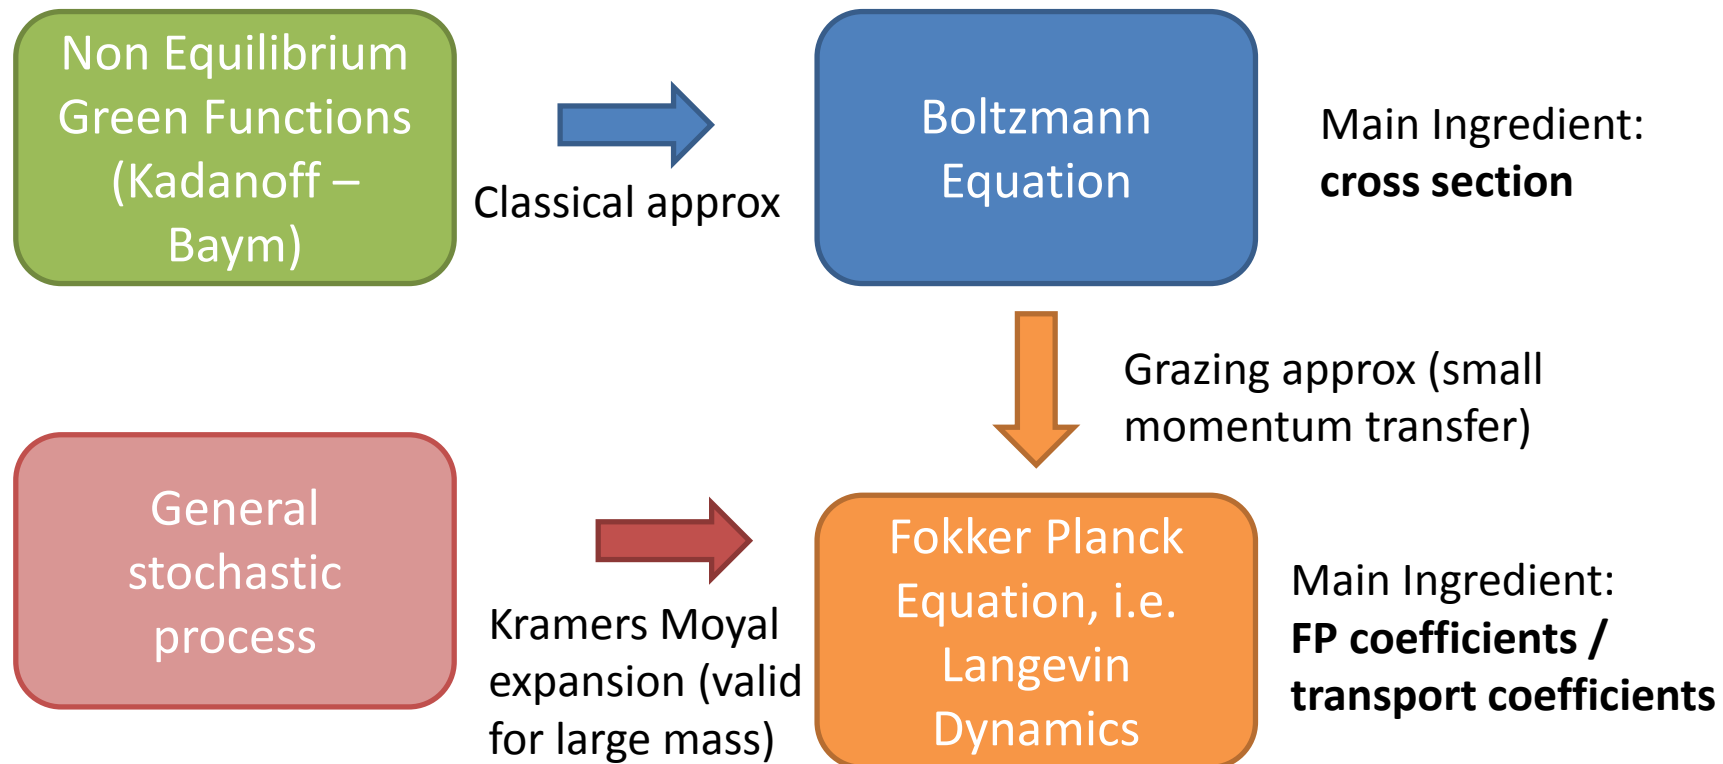 Non Equilibrium
Green Functions
(Kadanoff –
Baym)
Classical approx
Boltzmann
Equation
Main Ingredient:
cross section
Grazing approx (small
momentum transfer)
General
stochastic
process
Kramers Moyal
expansion (valid
for large mass)
Fokker Planck
Equation, i.e.
Langevin
Dynamics
Main Ingredient:
FP coefficients /
transport coefficients